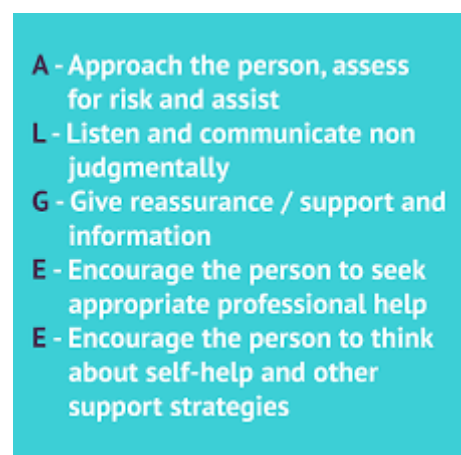 A - Approach the person, assess
for risk and assist
L - Listen and communicate non
judgmentally
G - Give reassurance / support and
information
E - Encourage the person to seek
appropriate professional help
E - Encourage the person to think
about self-help and other
support strategies